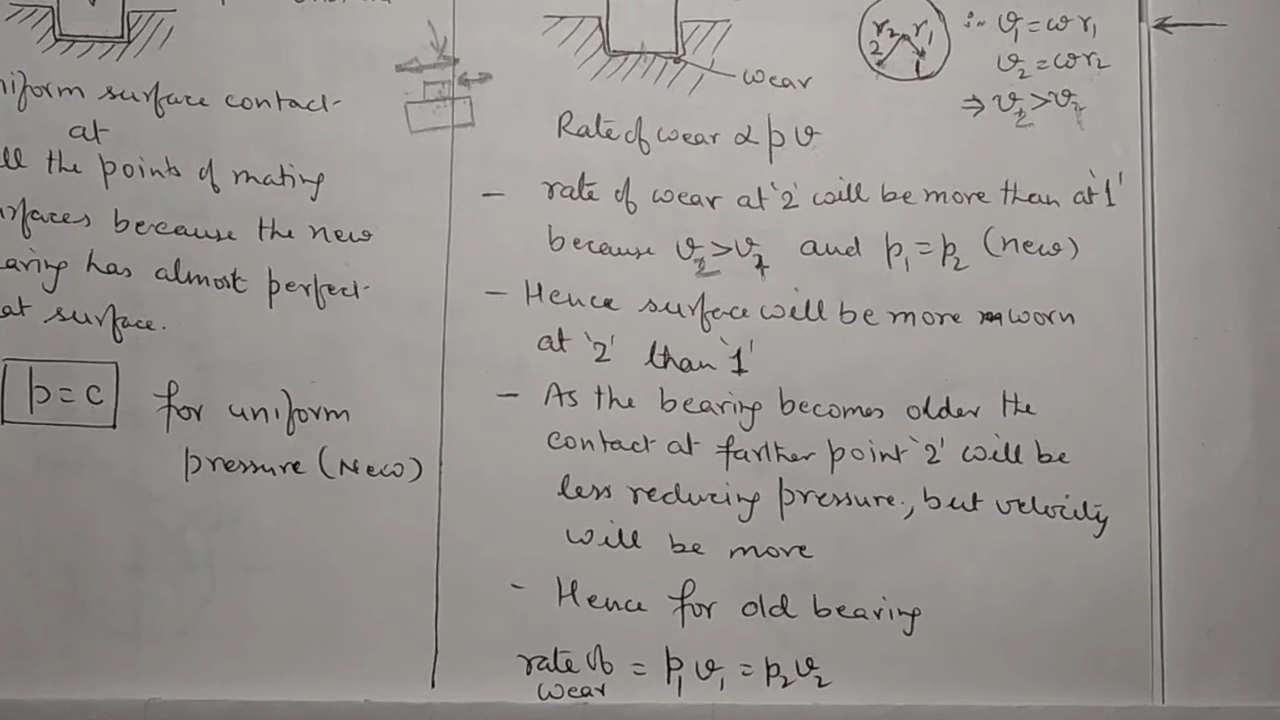 niform surface contact
at
ll the points of mating
rfaces because the new
aring has almost perfect
at surface.
p = c for uniform
pressure (New)
wear
r2 r1
2 1
∴ v1 = ωr1
v2 = ωr2
⇒ v2 > v1
Rate of wear ∝ p v
- rate of wear at '2' will be more than at '1'
because v2 > v1 and p1 = p2 (new)
- Hence surface will be more worn
at '2' than '1'
- As the bearing becomes older the
contact at farther point '2' will be
less reducing pressure, but velocity
will be more
- Hence for old bearing
rate of = p1 v1 = p2 v2
wear